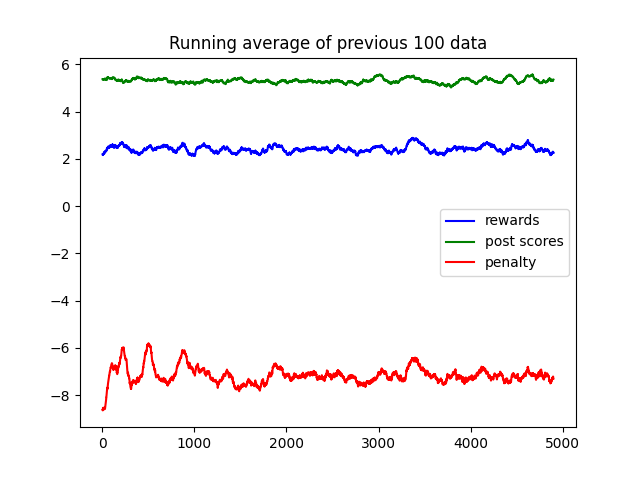 Running average of previous 100 data
6
4
2
0
−2
−4
−6
−8
rewards
post scores
penalty
0 1000 2000 3000 4000 5000